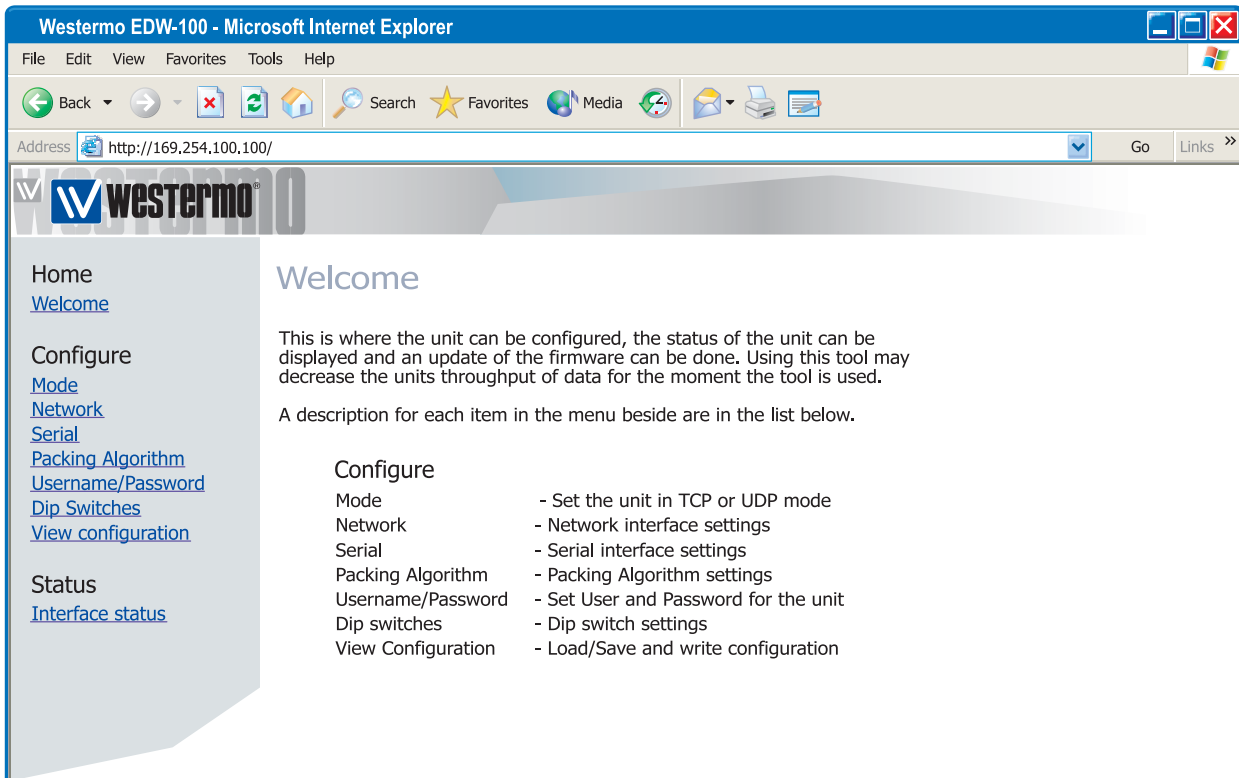 Westermo EDW-100 - Microsoft Internet Explorer
File Edit View Favorites Tools Help
Back Search Favorites Media
Address http://169.254.100.100/ Go Links »
westermo®
Home
Welcome
Configure
Mode
Network
Serial
Packing Algorithm
Username/Password
Dip Switches
View configuration
Status
Interface status
Welcome
This is where the unit can be configured, the status of the unit can be
displayed and an update of the firmware can be done. Using this tool may
decrease the units throughput of data for the moment the tool is used.
A description for each item in the menu beside are in the list below.
Configure
Mode - Set the unit in TCP or UDP mode
Network - Network interface settings
Serial - Serial interface settings
Packing Algorithm - Packing Algorithm settings
Username/Password - Set User and Password for the unit
Dip switches - Dip switch settings
View Configuration - Load/Save and write configuration